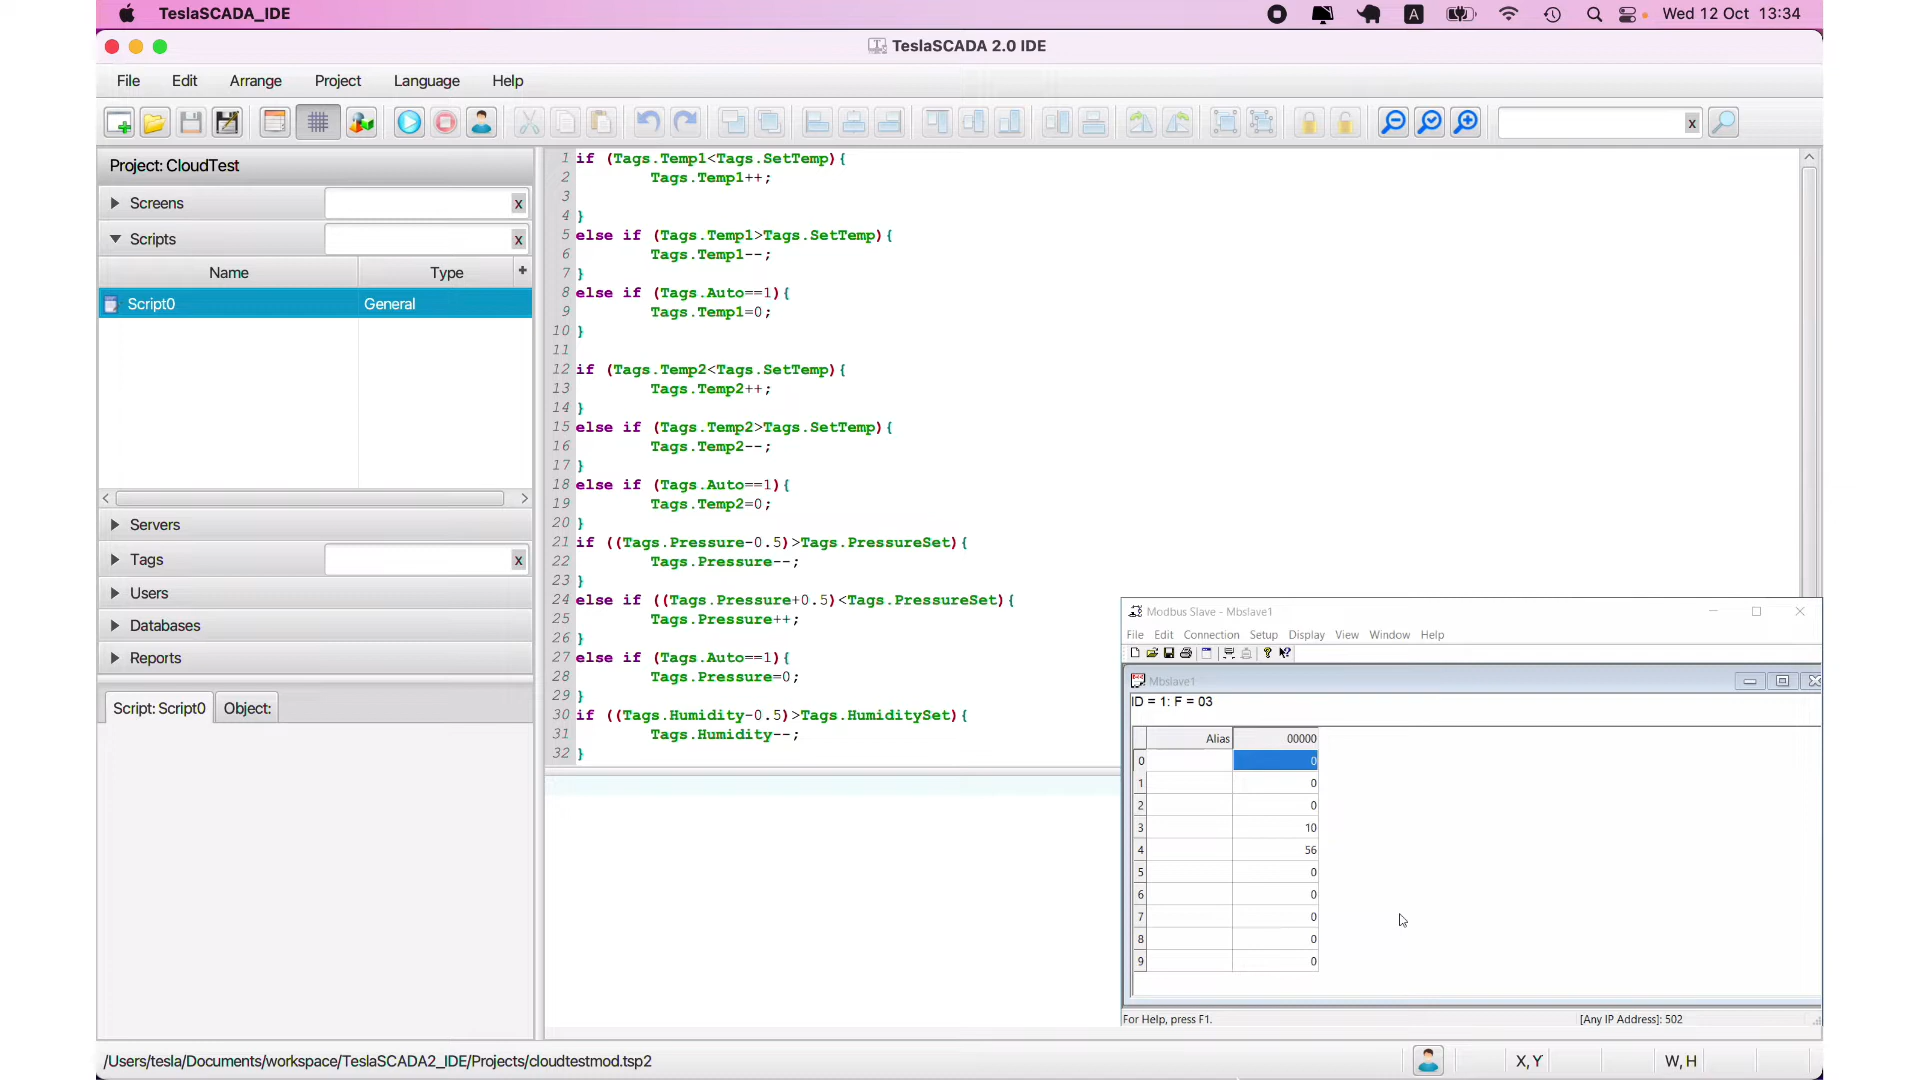 TeslaSCADA_IDE
A
Wed 12 Oct 13:34
TeslaSCADA 2.0 IDE
File Edit Arrange Project Language Help
x
Project: CloudTest
Screens x
Scripts x
Name Type +
Script0 General
Servers
Tags x
Users
Databases
Reports
Script: Script0 Object:
1 if (Tags.Temp1<Tags.SetTemp){
2 Tags.Temp1++;
3
4 }
5 else if (Tags.Temp1>Tags.SetTemp){
6 Tags.Temp1--;
7 }
8 else if (Tags.Auto==1){
9 Tags.Temp1=0;
10 }
11
12 if (Tags.Temp2<Tags.SetTemp){
13 Tags.Temp2++;
14 }
15 else if (Tags.Temp2>Tags.SetTemp){
16 Tags.Temp2--;
17 }
18 else if (Tags.Auto==1){
19 Tags.Temp2=0;
20 }
21 if ((Tags.Pressure-0.5)>Tags.PressureSet){
22 Tags.Pressure--;
23 }
24 else if ((Tags.Pressure+0.5)<Tags.PressureSet){
25 Tags.Pressure++;
26 }
27 else if (Tags.Auto==1){
28 Tags.Pressure=0;
29 }
30 if ((Tags.Humidity-0.5)>Tags.HumiditySet){
31 Tags.Humidity--;
32 }
Modbus Slave - Mbslave1
File Edit Connection Setup Display View Window Help
Mbslave1
ID = 1: F = 03
Alias 00000
0 0
1 0
2 0
3 10
4 56
5 0
6 0
7 0
8 0
9 0
For Help, press F1. [Any IP Address]: 502
/Users/tesla/Documents/workspace/TeslaSCADA2_IDE/Projects/cloudtestmod.tsp2
X,Y W,H